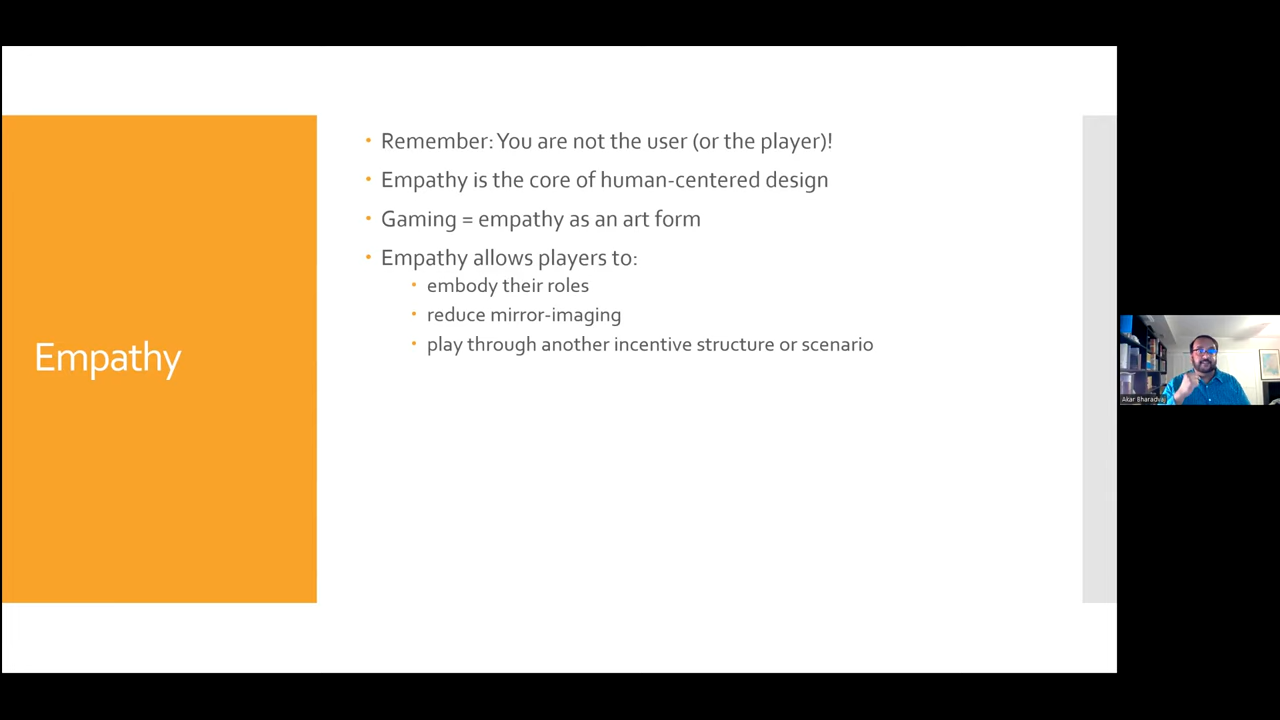 Empathy
Remember: You are not the user (or the player)!
Empathy is the core of human-centered design
Gaming = empathy as an art form
Empathy allows players to:
embody their roles
reduce mirror-imaging
play through another incentive structure or scenario
Akar Bharadvaj